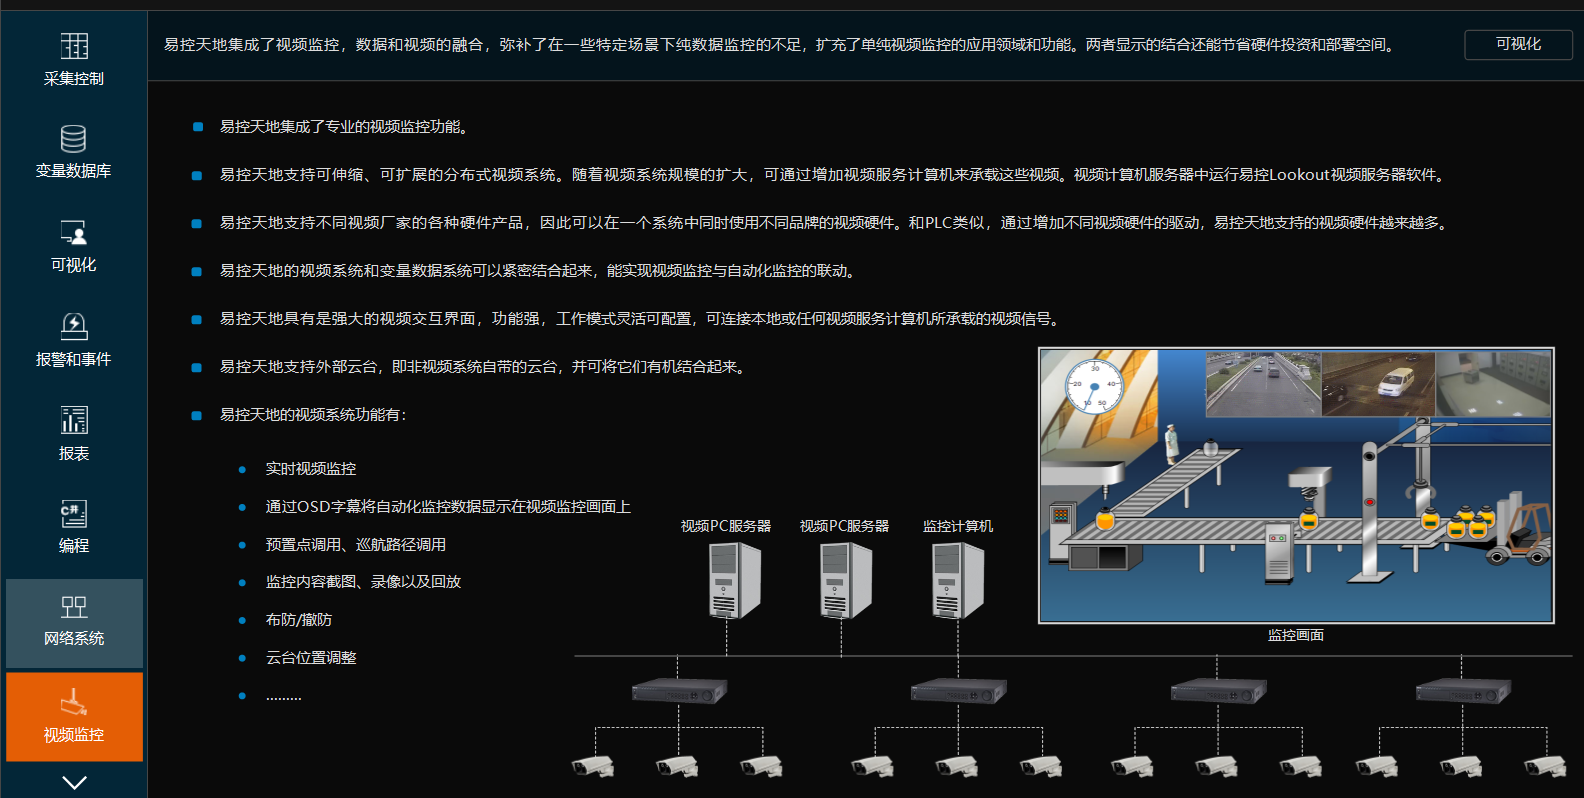 易控天地集成了视频监控，数据和视频的融合，弥补了在一些特定场景下纯数据监控的不足，扩充了单纯视频监控的应用领域和功能。两者显示的结合还能节省硬件投资和部署空间。
可视化
采集控制
变量数据库
可视化
报警和事件
报表
C#
编程
网络系统
视频监控
易控天地集成了专业的视频监控功能。
易控天地支持可伸缩、可扩展的分布式视频系统。随着视频系统规模的扩大，可通过增加视频服务计算机来承载这些视频。视频计算机服务器中运行易控Lookout视频服务器软件。
易控天地支持不同视频厂家的各种硬件产品，因此可以在一个系统中同时使用不同品牌的视频硬件。和PLC类似，通过增加不同视频硬件的驱动，易控天地支持的视频硬件越来越多。
易控天地的视频系统和变量数据系统可以紧密结合起来，能实现视频监控与自动化监控的联动。
易控天地具有是强大的视频交互界面，功能强，工作模式灵活可配置，可连接本地或任何视频服务计算机所承载的视频信号。
易控天地支持外部云台，即非视频系统自带的云台，并可将它们有机结合起来。
易控天地的视频系统功能有：
实时视频监控
通过OSD字幕将自动化监控数据显示在视频监控画面上
预置点调用、巡航路径调用
监控内容截图、录像以及回放
布防/撤防
云台位置调整
.........
视频PC服务器
视频PC服务器
监控计算机
30
20
40
10
50
监控画面